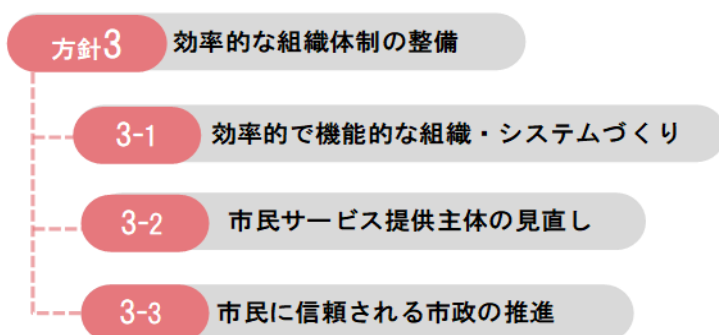 方針3 効率的な組織体制の整備
3-1 効率的で機能的な組織・システムづくり
3-2 市民サービス提供主体の見直し
3-3 市民に信頼される市政の推進